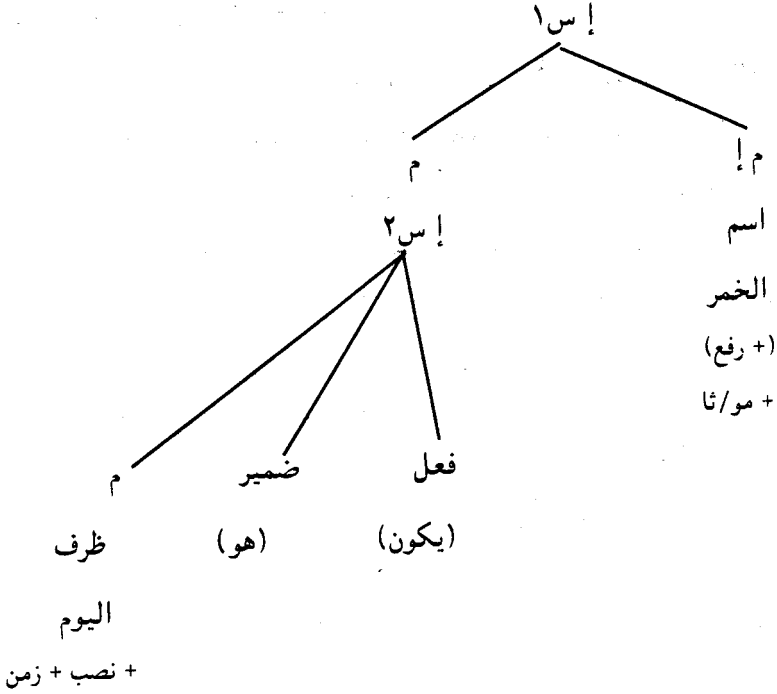 إ س١
م إ
م
اسم
إ س٢
الخمر
(+ رفع)
+ مو/ثا
فعل
ضمير
م
(يكون)
(هو)
ظرف
اليوم
+ نصب + زمن